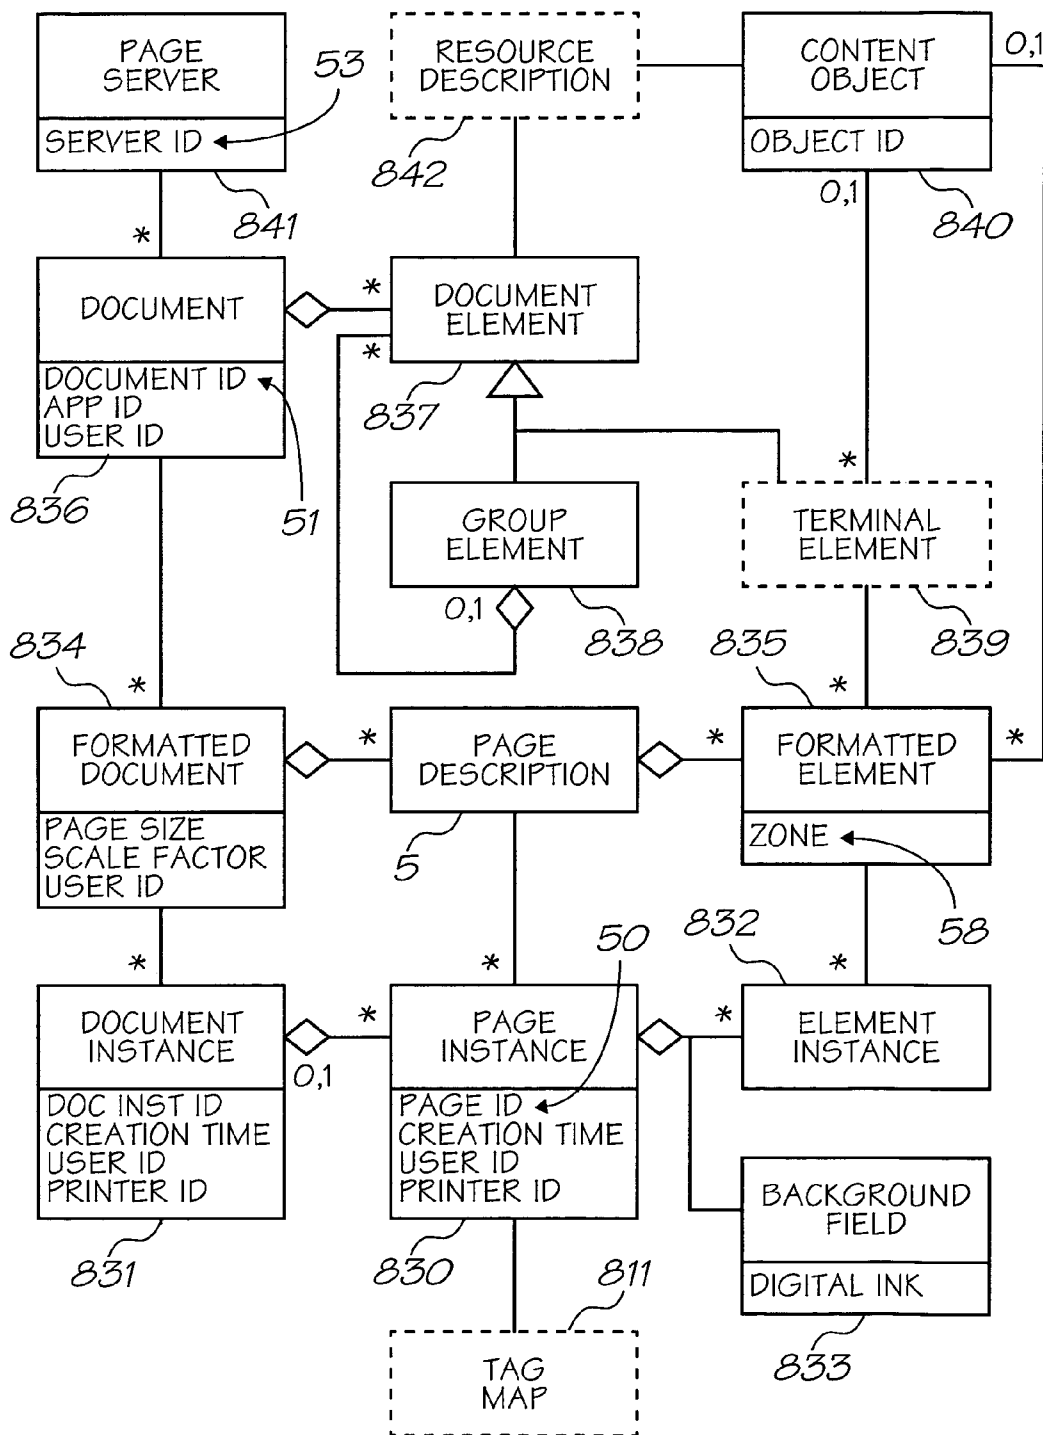 PAGE
SERVER
SERVER ID
53
841
RESOURCE
DESCRIPTION
842
CONTENT
OBJECT
OBJECT ID
0,1
0,1
840
*
DOCUMENT
DOCUMENT ID
APP ID
USER ID
836
51
*
DOCUMENT
ELEMENT
*
837
GROUP
ELEMENT
0,1
838
*
TERMINAL
ELEMENT
839
834
*
FORMATTED
DOCUMENT
PAGE SIZE
SCALE FACTOR
USER ID
*
PAGE
DESCRIPTION
5
835
*
*
FORMATTED
ELEMENT
*
ZONE
58
*
DOCUMENT
INSTANCE
0,1
DOC INST ID
CREATION TIME
USER ID
PRINTER ID
831
50
*
*
PAGE
INSTANCE
PAGE ID
CREATION TIME
USER ID
PRINTER ID
830
832
*
*
ELEMENT
INSTANCE
BACKGROUND
FIELD
DIGITAL INK
833
811
TAG
MAP